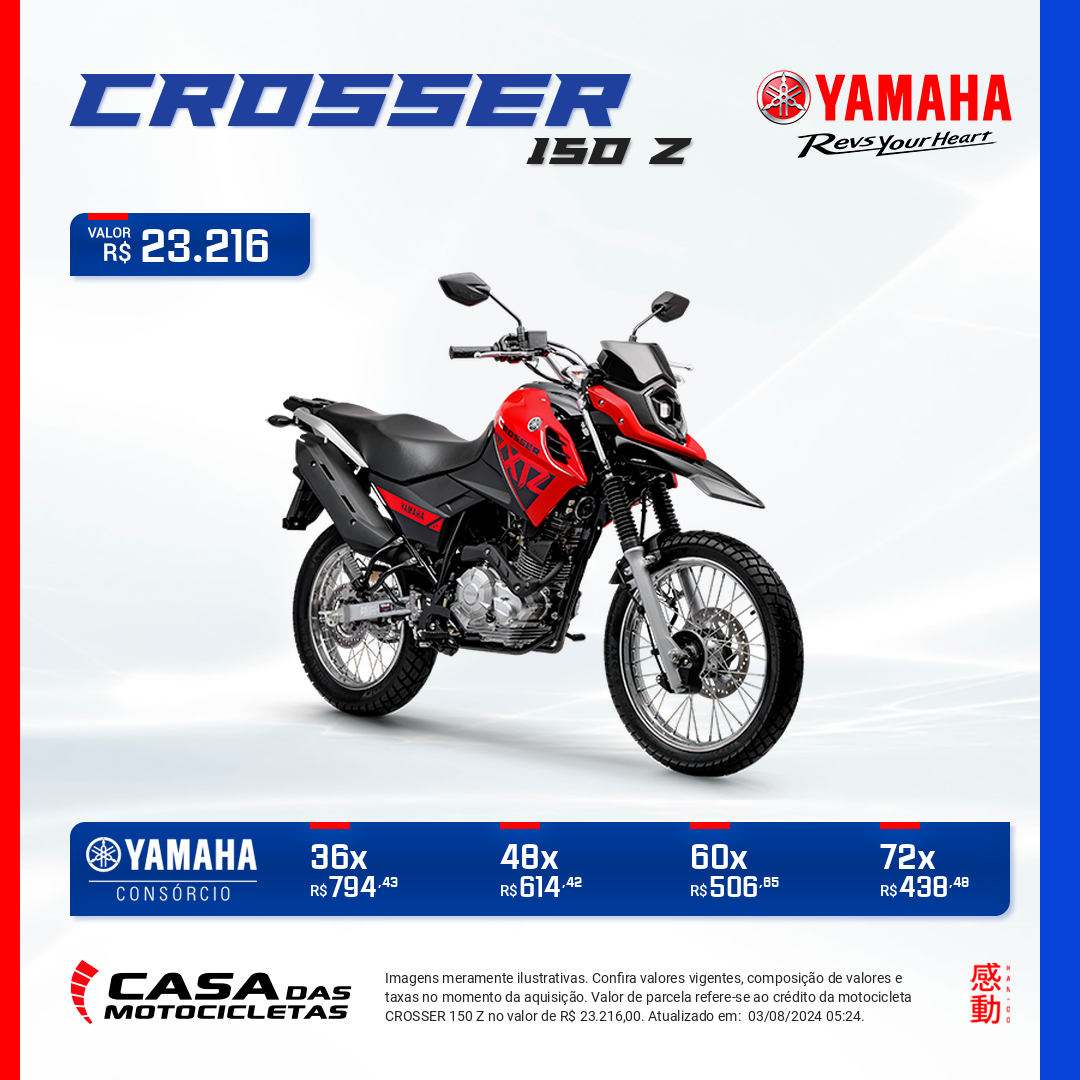 CROSSER
150 Z
YAMAHA
Revs Your Heart
VALOR
R$ 23.216
CROSSER
XTZ
YAMAHA
YAMAHA
CONSÓRCIO
36x
R$ 794,43
48x
R$ 614,42
60x
R$ 506,65
72x
R$ 438,48
CASA DAS
MOTOCICLETAS
Imagens meramente ilustrativas. Confira valores vigentes, composição de valores e
taxas no momento da aquisição. Valor de parcela refere-se ao crédito da motocicleta
CROSSER 150 Z no valor de R$ 23.216,00. Atualizado em: 03/08/2024 05:24.
感動